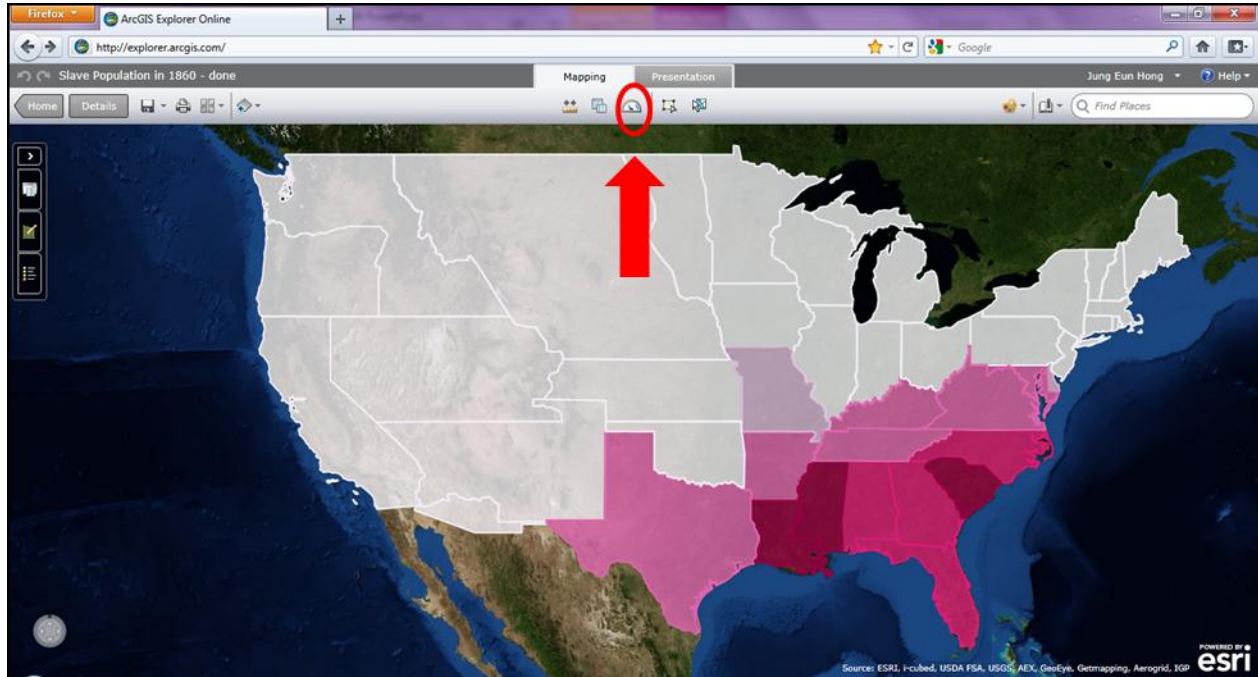 Firefox
ArcGIS Explorer Online
http://explorer.arcgis.com/
Google
Slave Population in 1860 - done
Mapping
Presentation
Jung Eun Hong
Help
Home
Details
Find Places
Source: ESRI, i-cubed, USDA FSA, USGS, AEX, GeoEye, Getmapping, Aerogrid, IGP
POWERED BY
esri